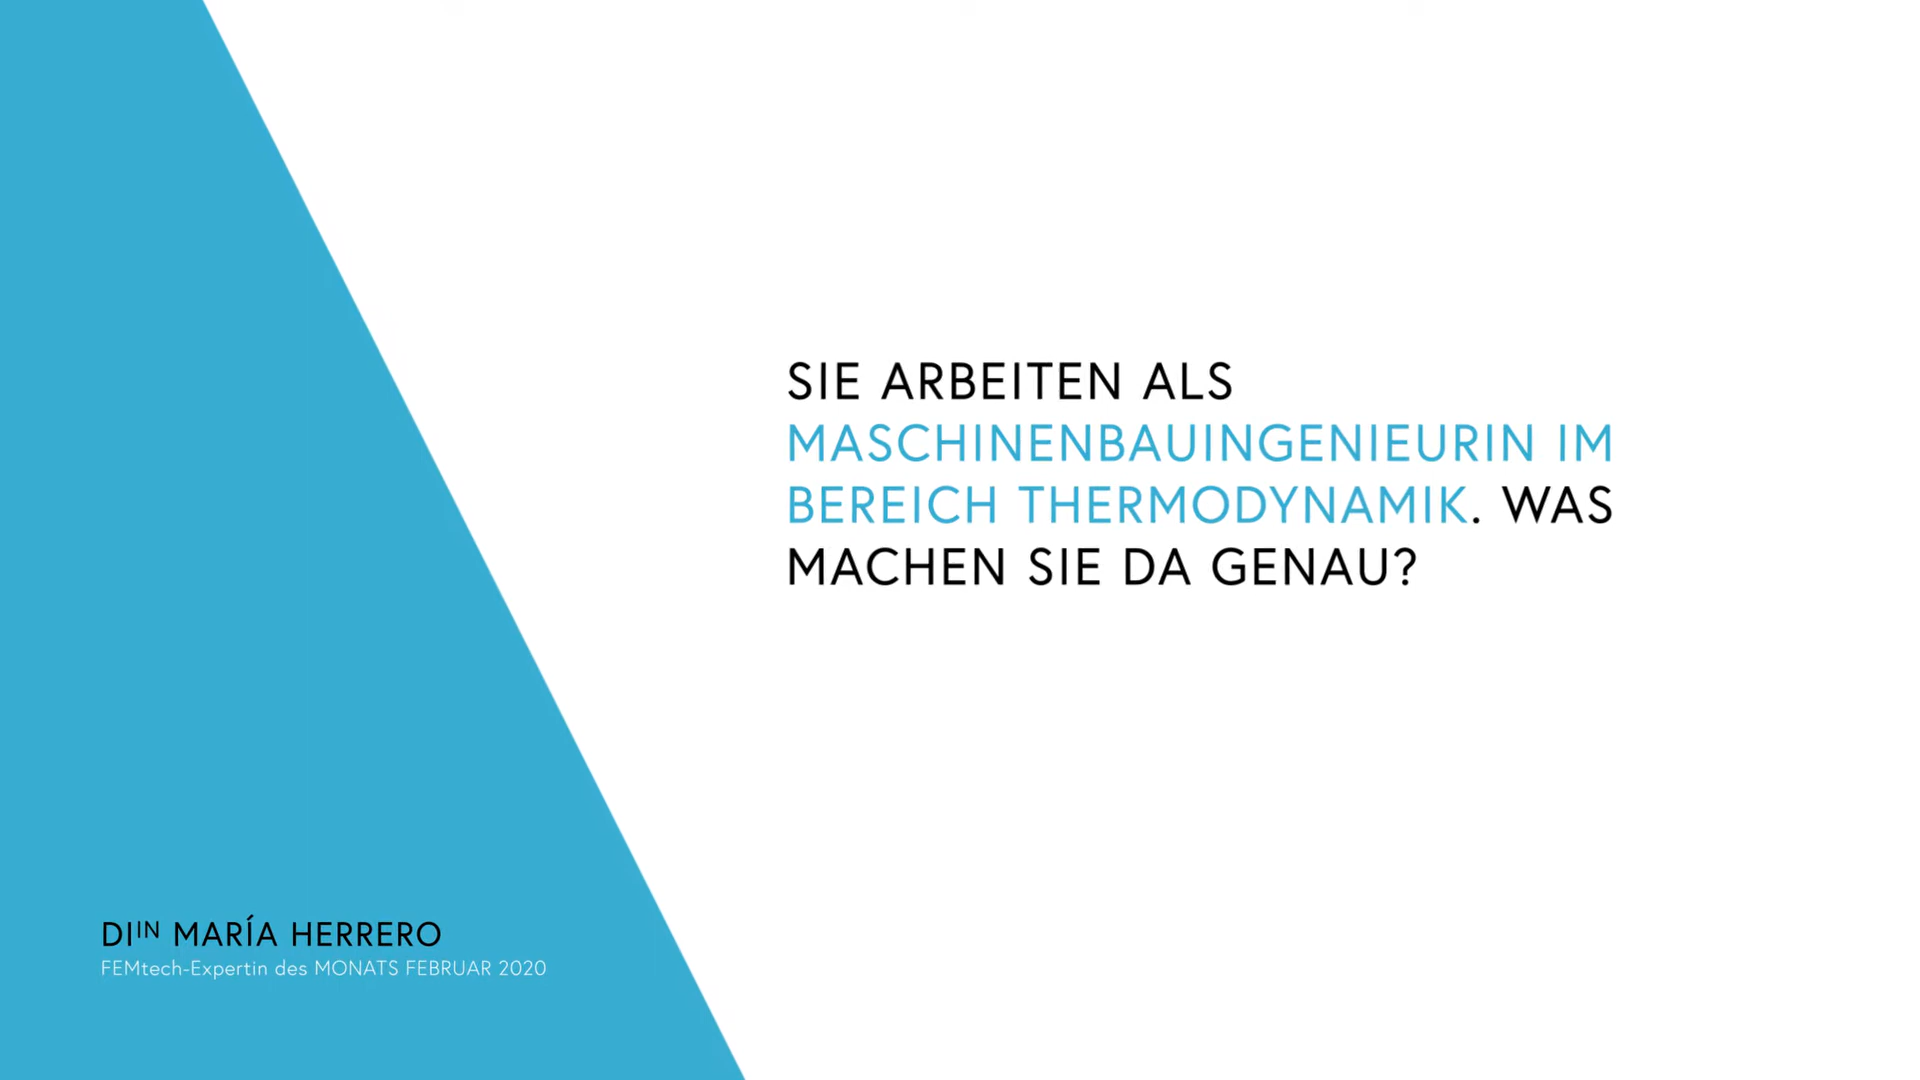 SIE ARBEITEN ALS
MASCHINENBAUINGENIEURIN IM
BEREICH THERMODYNAMIK. WAS
MACHEN SIE DA GENAU?
DIIN MARÍA HERRERO
FEMtech-Expertin des MONATS FEBRUAR 2020